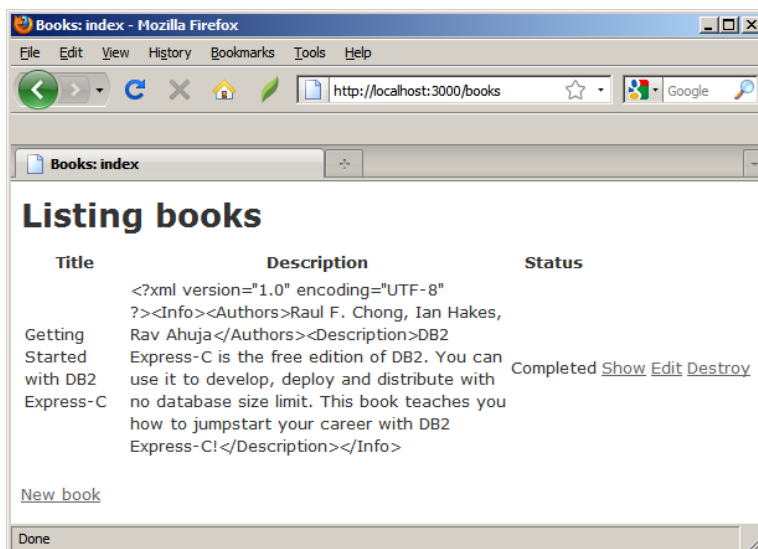 Books: index - Mozilla Firefox
File Edit View History Bookmarks Tools Help
http://localhost:3000/books Google
Books: index
Listing books
Title Description Status
<?xml version="1.0" encoding="UTF-8"
?><Info><Authors>Raul F. Chong, Ian Hakes,
Getting Rav Ahuja</Authors><Description>DB2
Started Express-C is the free edition of DB2. You can
with DB2 use it to develop, deploy and distribute with
Express-C no database size limit. This book teaches you
how to jumpstart your career with DB2
Express-C!</Description></Info>
Completed Show Edit Destroy
New book
Done